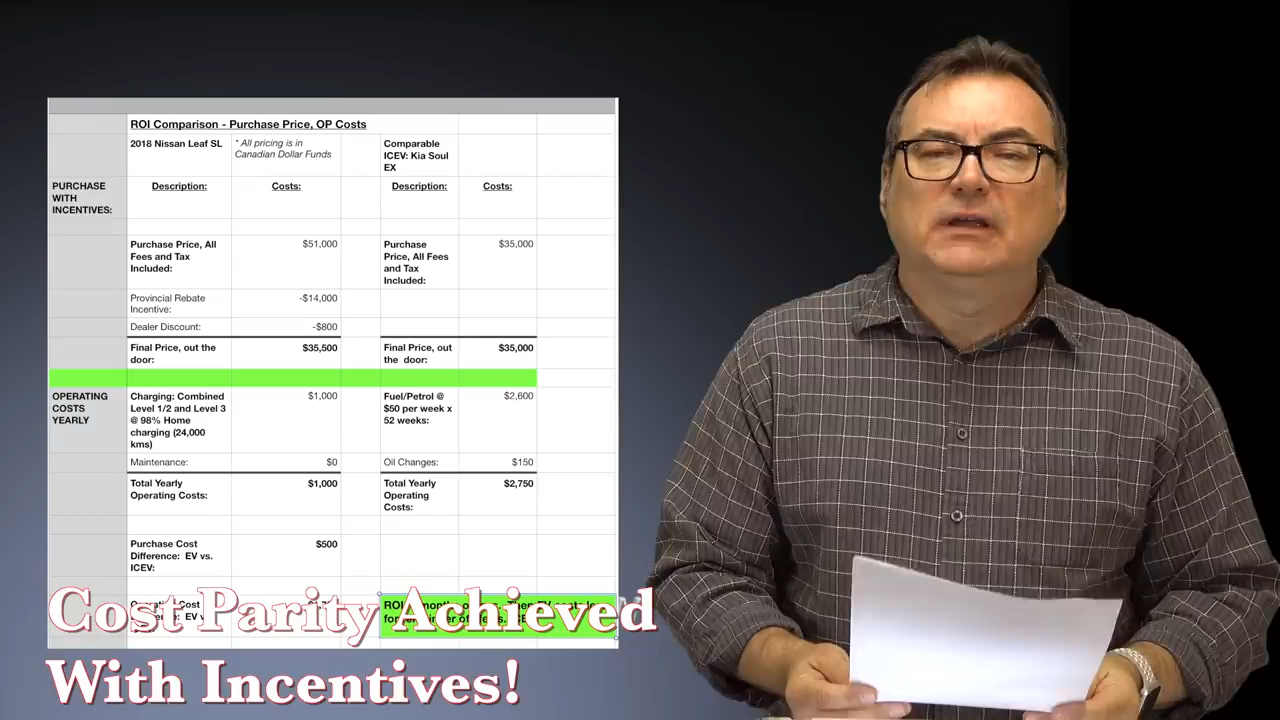 ROI Comparison - Purchase Price, OP Costs
2018 Nissan Leaf SL
* All pricing is in
Canadian Dollar Funds
Comparable
ICEV: Kia Soul
EX
PURCHASE
WITH
INCENTIVES:
Description:
Costs:
Description:
Costs:
Purchase Price, All
Fees and Tax
Included:
$51,000
Purchase
Price, All Fees
and Tax
Included:
$35,000
Provincial Rebate
Incentive:
-$14,000
Dealer Discount:
-$800
Final Price, out the
door:
$35,500
Final Price, out
the door:
$35,000
OPERATING
COSTS
YEARLY
Charging: Combined
Level 1/2 and Level 3
@ 98% Home
charging (24,000
kms)
$1,000
Fuel/Petrol @
$50 per week x
52 weeks:
$2,600
Maintenance:
$0
Oil Changes:
$150
Total Yearly
Operating Costs:
$1,000
Total Yearly
Operating
Costs:
$2,750
Purchase Cost
Difference: EV vs.
ICEV:
$500
Cost
EV
ROI
Cost Parity Achieved
With Incentives!